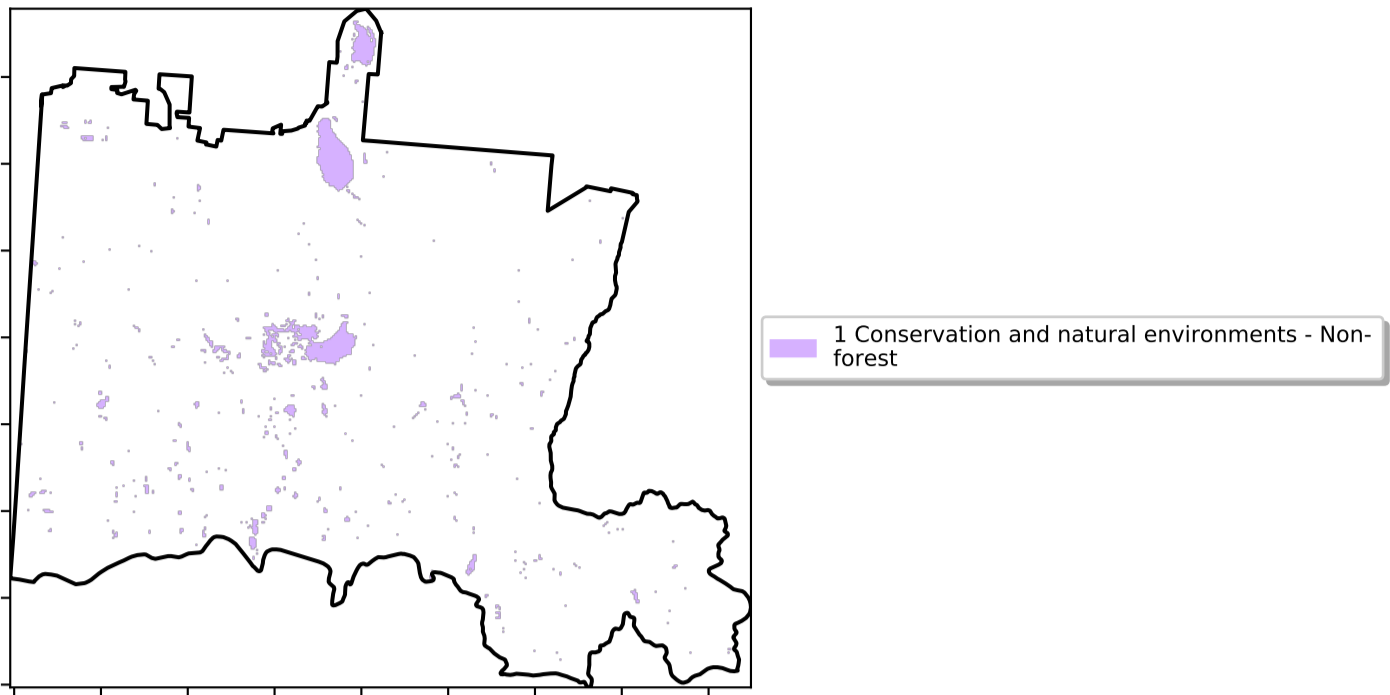 1 Conservation and natural environments - Non-
forest